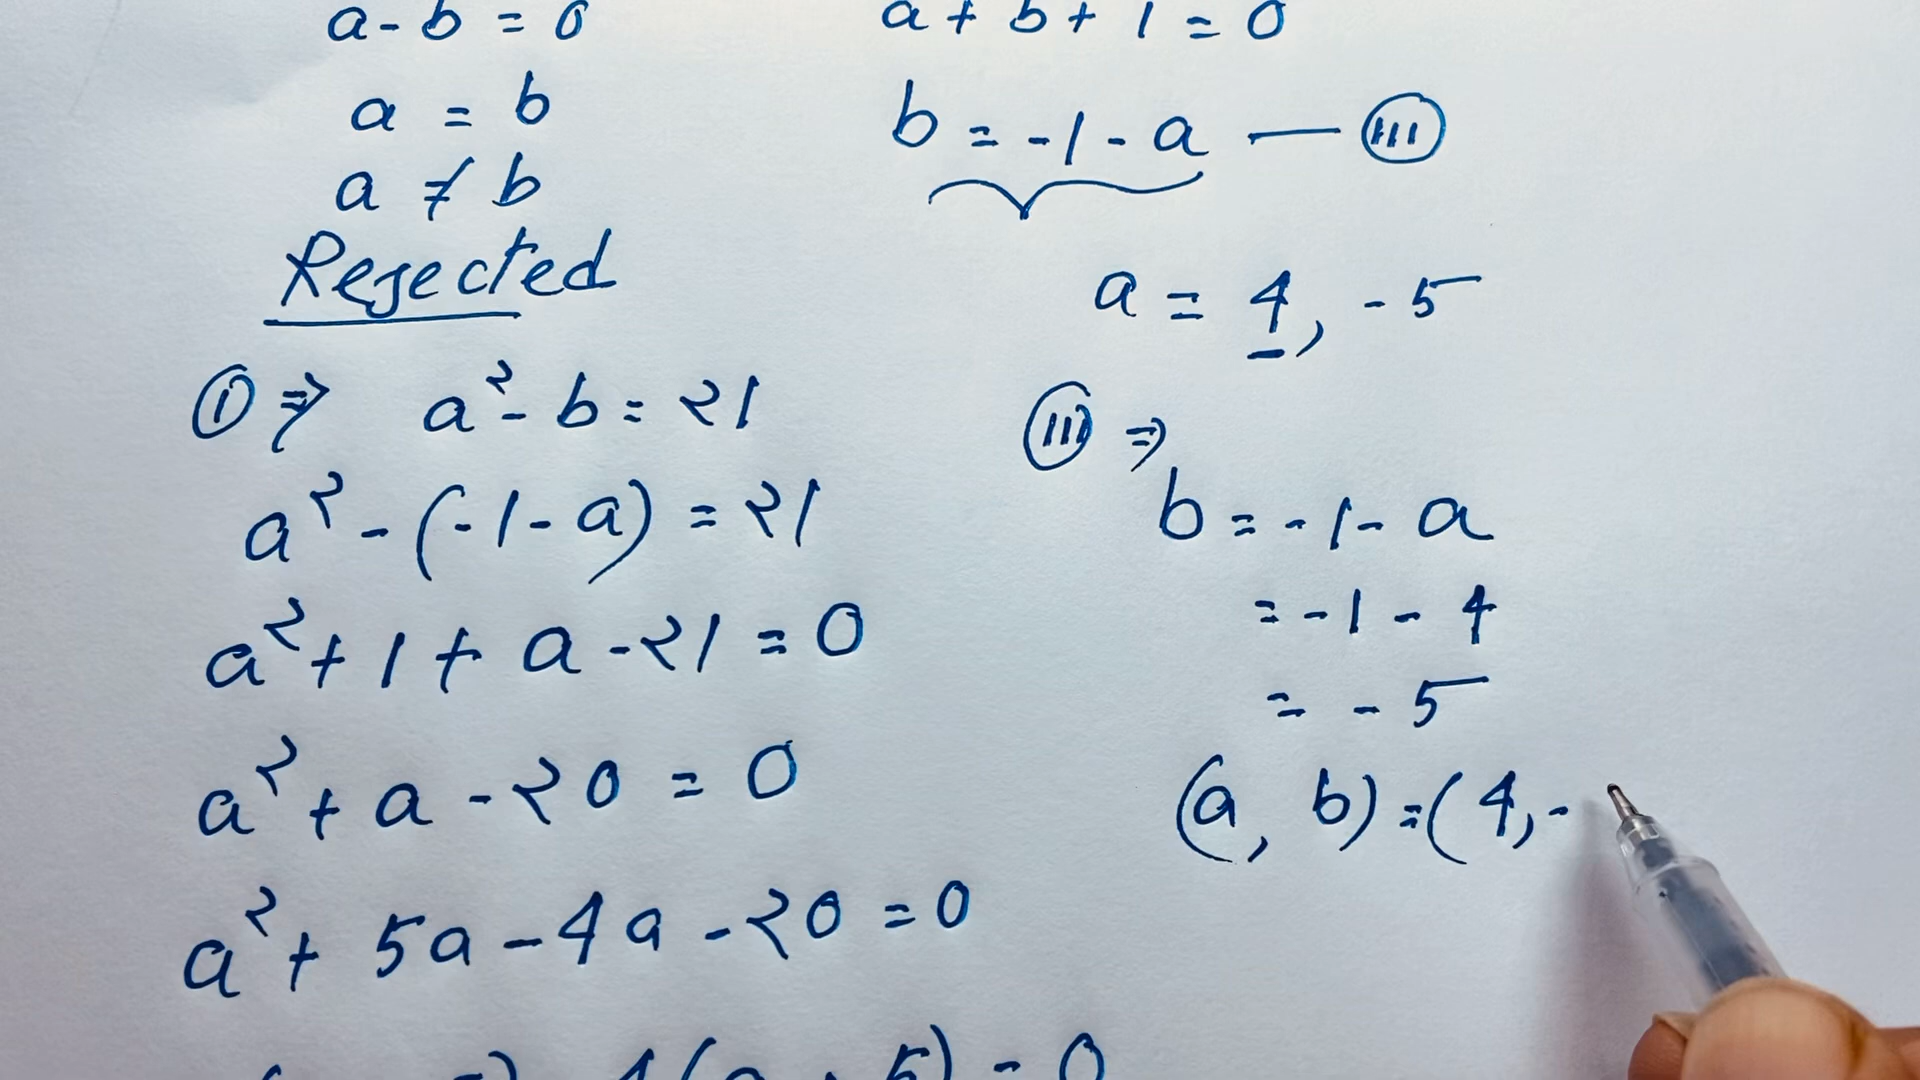 a - b = 0
a = b
a ≠ b
Rejected
(i) ⇒ a² - b = 21
a² - (-1 - a) = 21
a² + 1 + a - 21 = 0
a² + a - 20 = 0
a² + 5a - 4a - 20 = 0
a + b + 1 = 0
b = -1 - a — (iii)
a = 4, -5
(iii) ⇒
b = -1 - a
= -1 - 4
= -5
(a, b) = (4, -